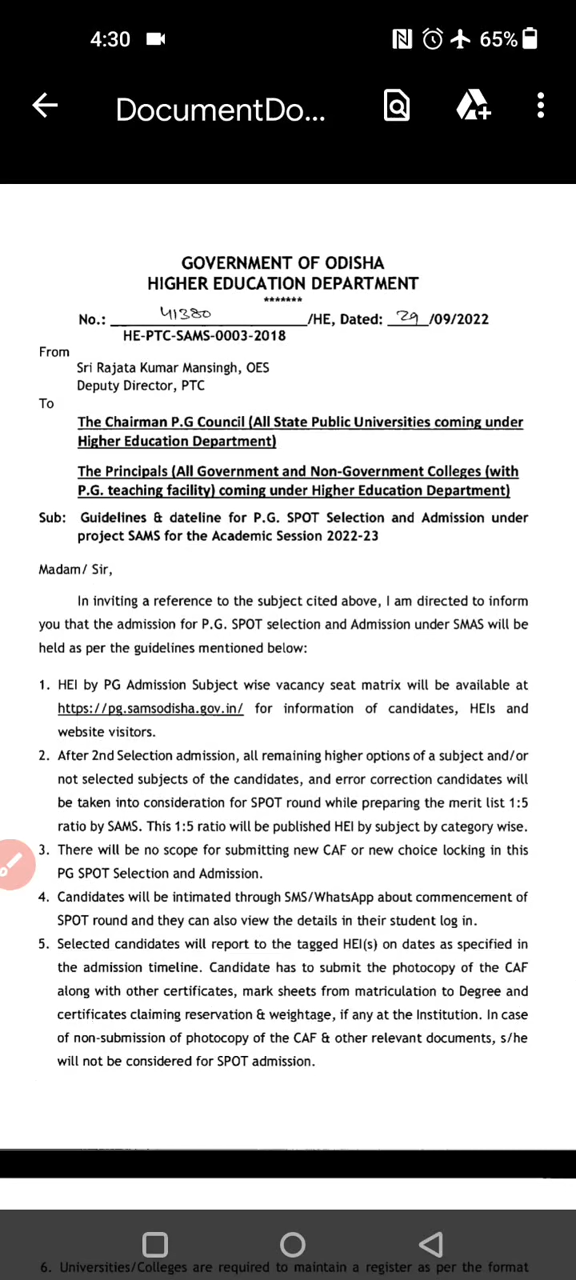 4:30
65%
DocumentDo...
GOVERNMENT OF ODISHA
HIGHER EDUCATION DEPARTMENT
*******
No.: 41380 /HE, Dated: 29 /09/2022
HE-PTC-SAMS-0003-2018
From
Sri Rajata Kumar Mansingh, OES
Deputy Director, PTC
To
The Chairman P.G Council (All State Public Universities coming under
Higher Education Department)
The Principals (All Government and Non-Government Colleges (with
P.G. teaching facility) coming under Higher Education Department)
Sub: Guidelines & dateline for P.G. SPOT Selection and Admission under
project SAMS for the Academic Session 2022-23
Madam/ Sir,
In inviting a reference to the subject cited above, I am directed to inform
you that the admission for P.G. SPOT selection and Admission under SMAS will be
held as per the guidelines mentioned below:
1. HEI by PG Admission Subject wise vacancy seat matrix will be available at
https://pg.samsodisha.gov.in/ for information of candidates, HEIs and
website visitors.
2. After 2nd Selection admission, all remaining higher options of a subject and/or
not selected subjects of the candidates, and error correction candidates will
be taken into consideration for SPOT round while preparing the merit list 1:5
ratio by SAMS. This 1:5 ratio will be published HEI by subject by category wise.
3. There will be no scope for submitting new CAF or new choice locking in this
PG SPOT Selection and Admission.
4. Candidates will be intimated through SMS/WhatsApp about commencement of
SPOT round and they can also view the details in their student log in.
5. Selected candidates will report to the tagged HEI(s) on dates as specified in
the admission timeline. Candidate has to submit the photocopy of the CAF
along with other certificates, mark sheets from matriculation to Degree and
certificates claiming reservation & weightage, if any at the Institution. In case
of non-submission of photocopy of the CAF & other relevant documents, s/he
will not be considered for SPOT admission.
6. Universities/Colleges are required to maintain a register as per the format